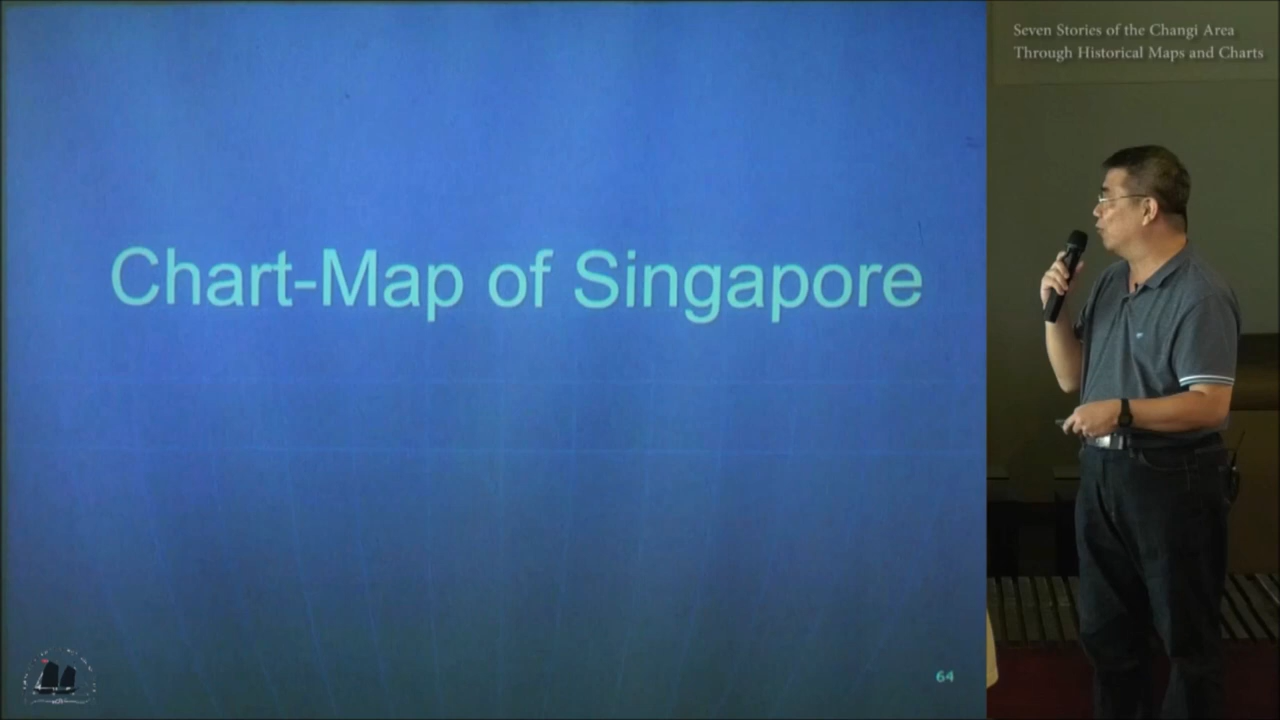 Seven Stories of the Changi Area
Through Historical Maps and Charts
Chart-Map of Singapore
64